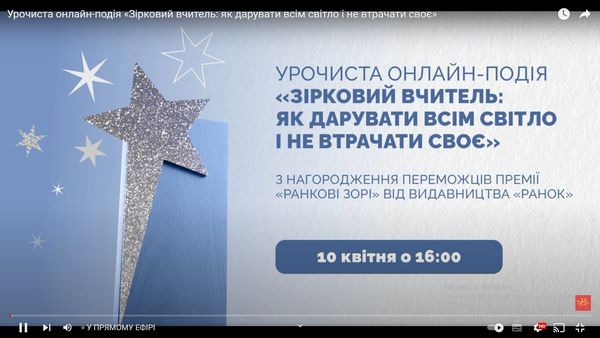 Урочиста онлайн-подія «Зірковий вчитель: як дарувати всім світло і не втрачати своє»
УРОЧИСТА ОНЛАЙН-ПОДІЯ
«ЗІРКОВИЙ ВЧИТЕЛЬ:
ЯК ДАРУВАТИ ВСІМ СВІТЛО
І НЕ ВТРАЧАТИ СВОЄ»
З НАГОРОДЖЕННЯ ПЕРЕМОЖЦІВ ПРЕМІЇ
«РАНКОВІ ЗОРІ» ВІД ВИДАВНИЦТВА «РАНОК»
10 квітня о 16:00
У ПРЯМОМУ ЕФІРІ